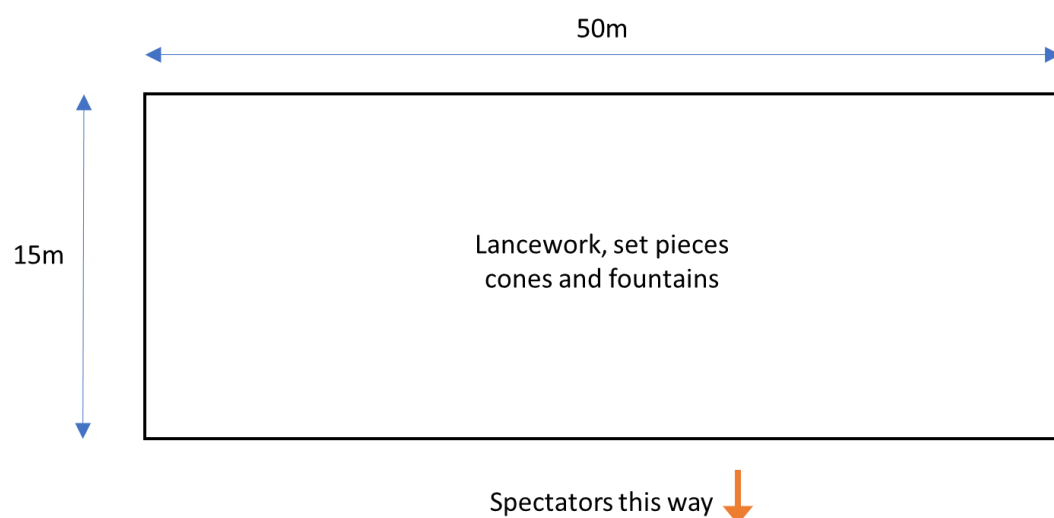 50m
15m
Lancework, set pieces
cones and fountains
Spectators this way